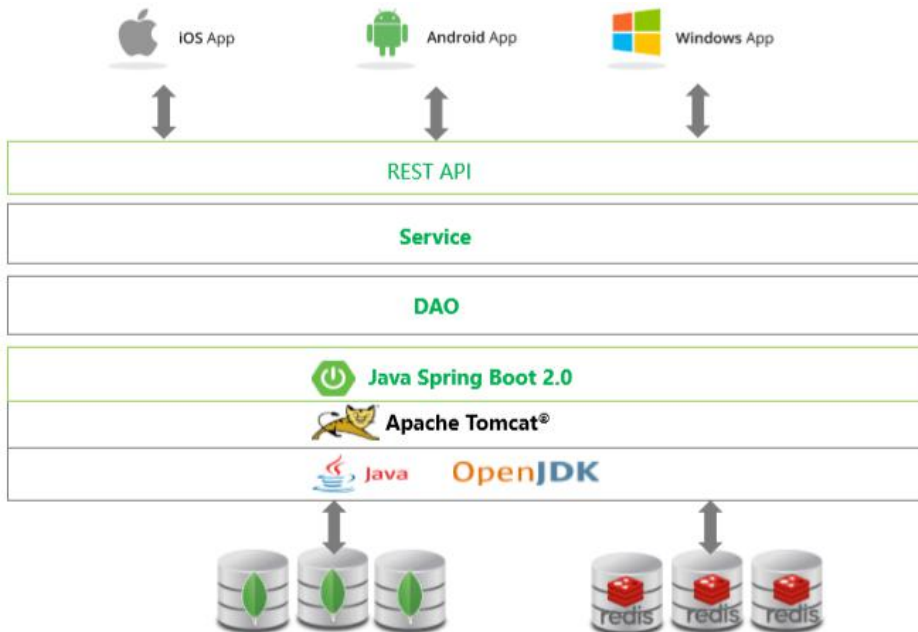 iOS App
Android App
Windows App
REST API
Service
DAO
Java Spring Boot 2.0
Apache Tomcat®
Java OpenJDK
redis redis redis